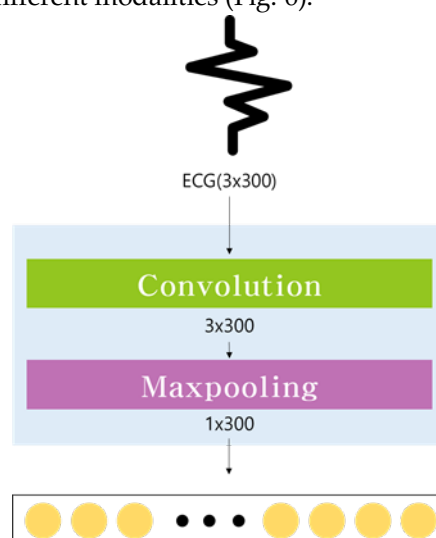 different modalities (Fig. 6).
ECG(3x300)
Convolution
3x300
Maxpooling
1x300